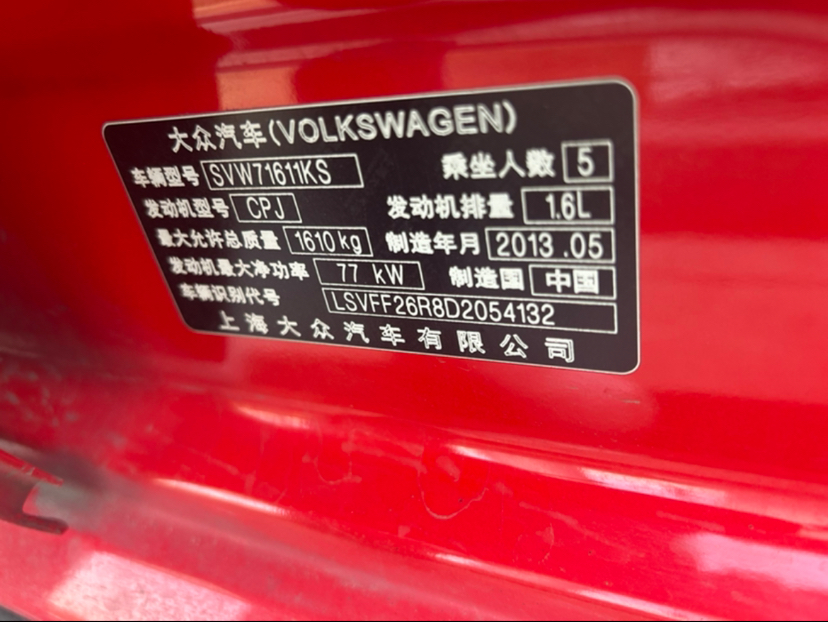 大众汽车(VOLKSWAGEN)
车辆型号 SVW71611KS 乘坐人数 5
发动机型号 CPJ 发动机排量 1.6L
最大允许总质量 1610kg 制造年月 2013.05
发动机最大净功率 77 kW 制造国 中国
车辆识别代号 LSVFF26R8D2054132
上海大众汽车有限公司